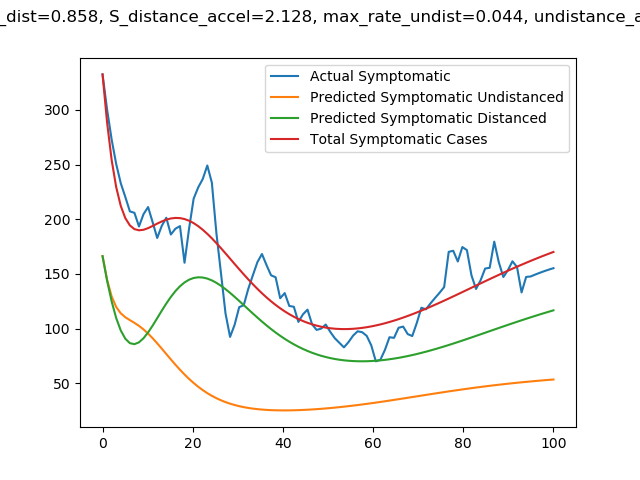 _dist=0.858, S_distance_accel=2.128, max_rate_undist=0.044, undistance_a
Actual Symptomatic
Predicted Symptomatic Undistanced
Predicted Symptomatic Distanced
Total Symptomatic Cases
300
250
200
150
100
50
0 20 40 60 80 100